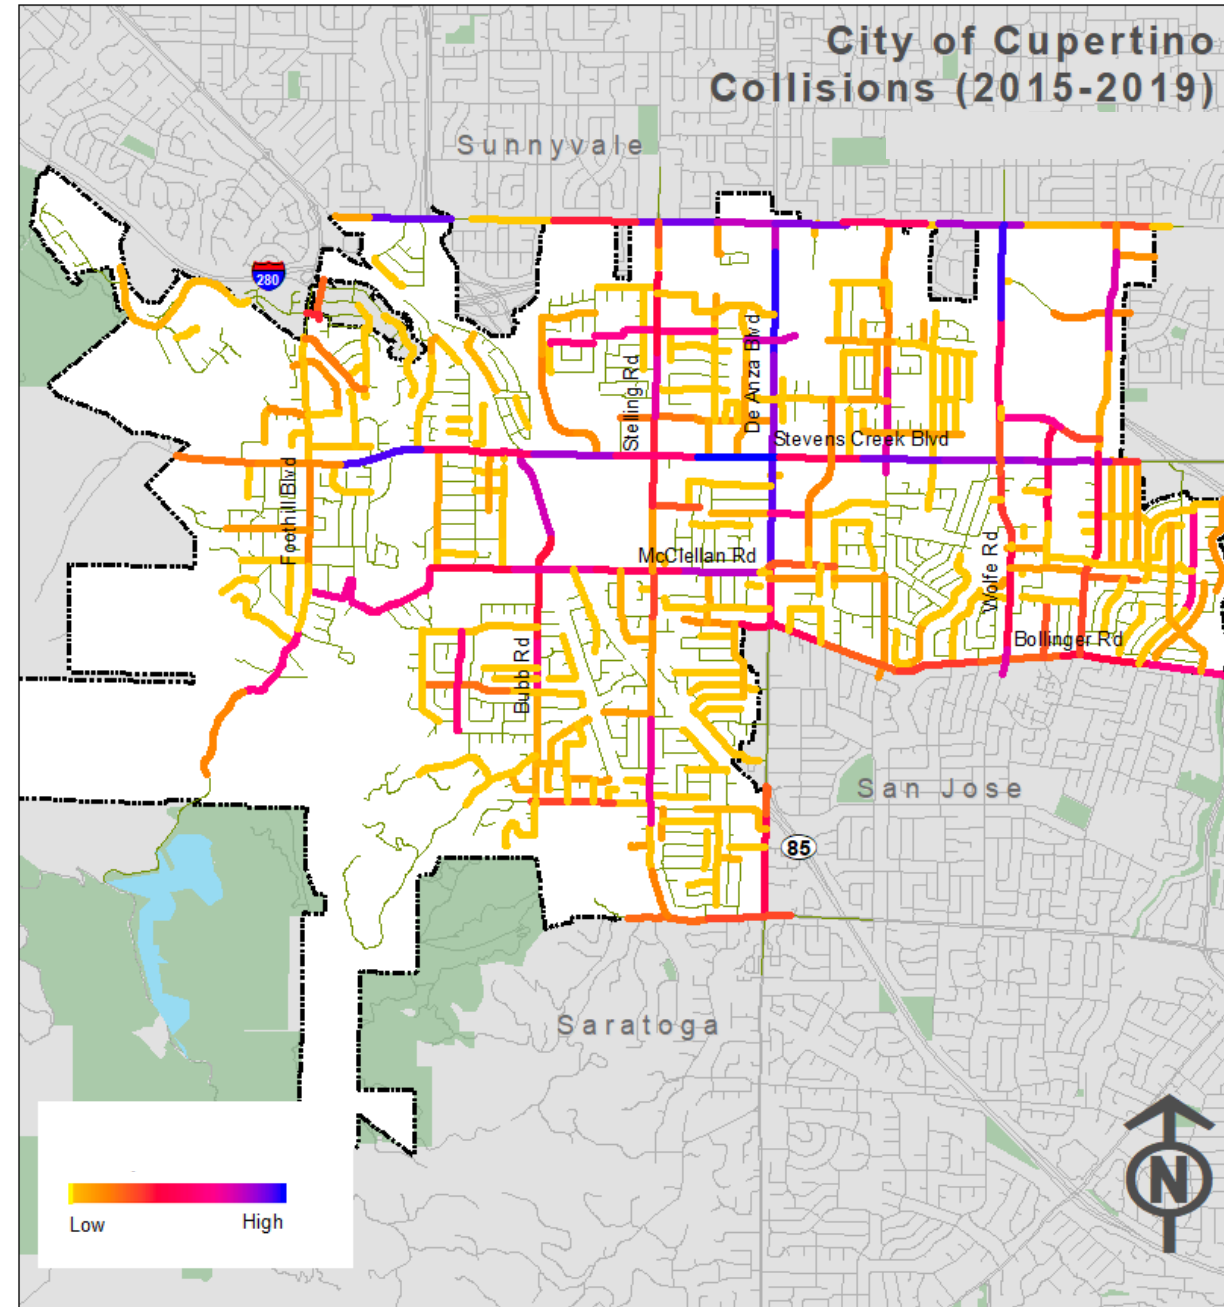 City of Cupertino
Collisions (2015-2019)
Sunnyvale
280
De Anza Blvd
Stelling Rd
Stevens Creek Blvd
Foothill Blvd
McClellan Rd
Wolfe Rd
Bollinger Rd
Bubb Rd
San Jose
85
Saratoga
N
Low
High